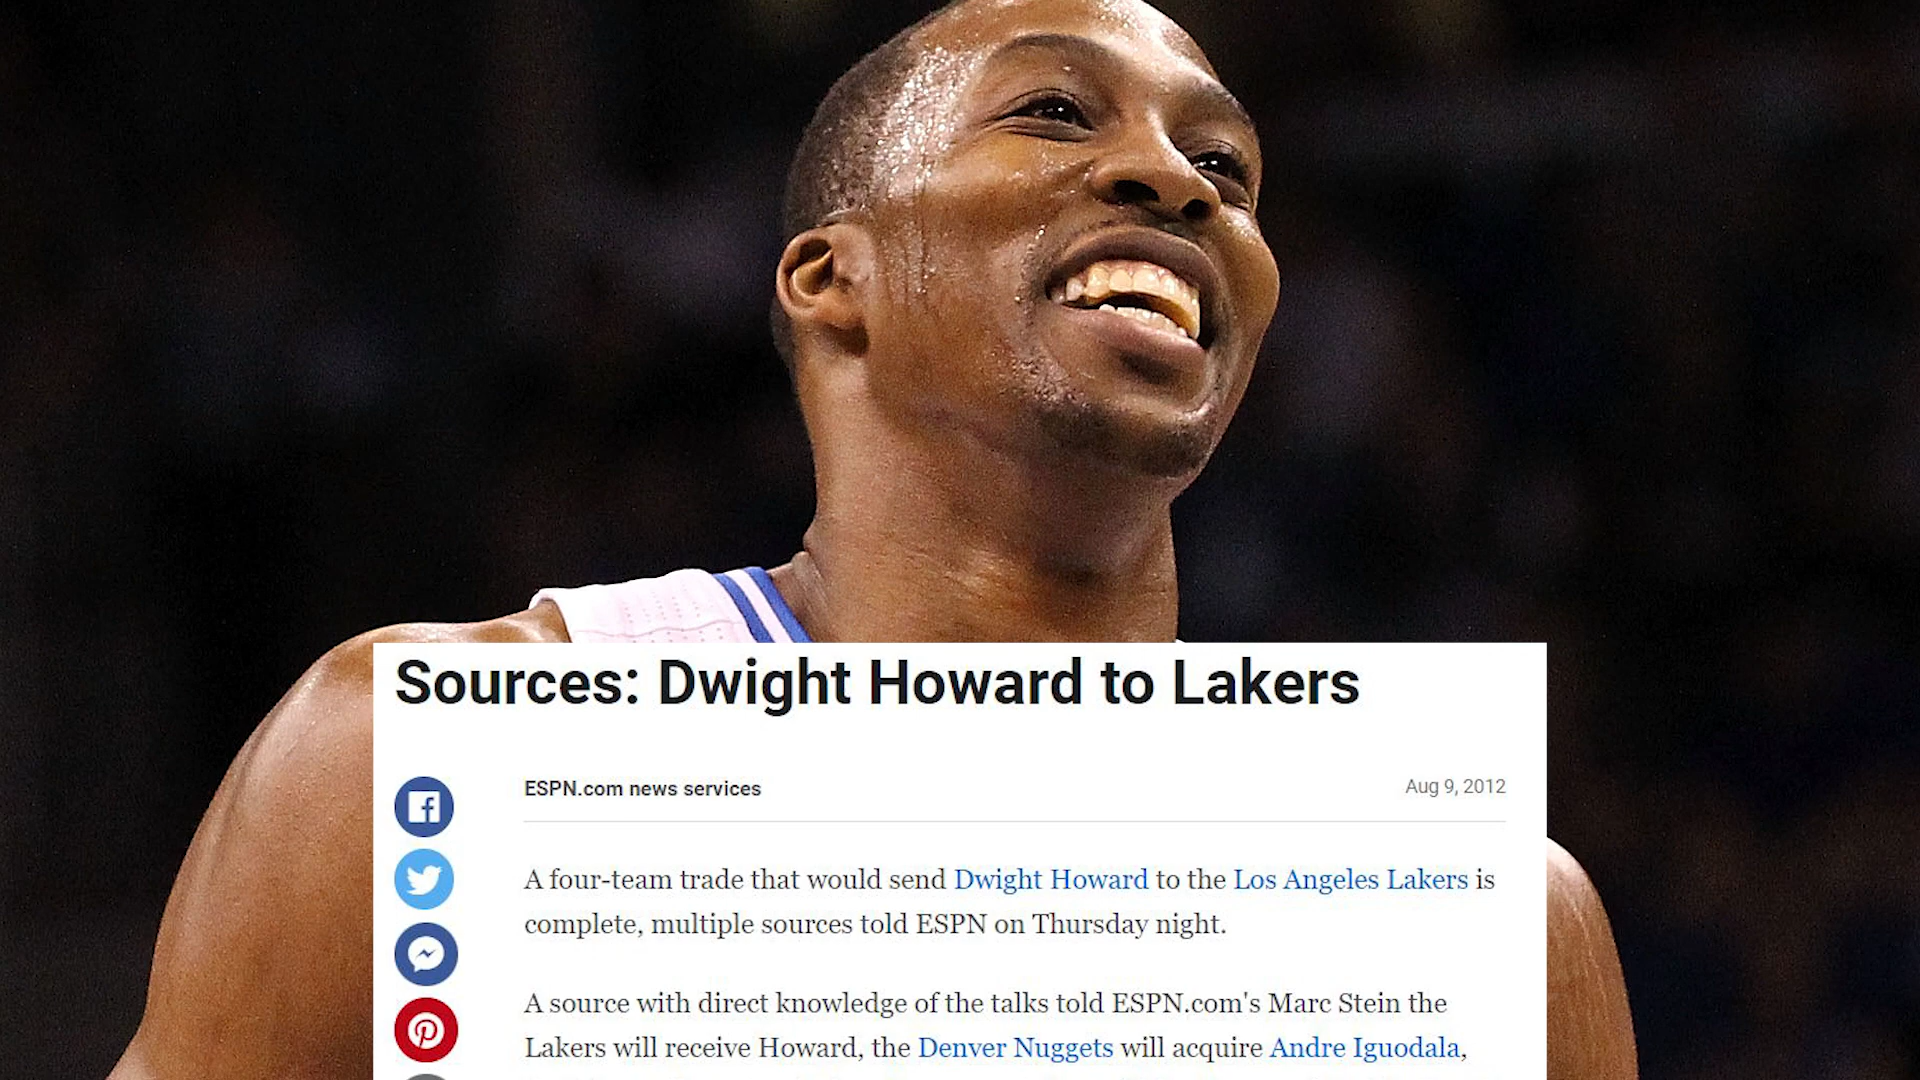 Sources: Dwight Howard to Lakers
ESPN.com news services
Aug 9, 2012
A four-team trade that would send Dwight Howard to the Los Angeles Lakers is
complete, multiple sources told ESPN on Thursday night.
A source with direct knowledge of the talks told ESPN.com's Marc Stein the
Lakers will receive Howard, the Denver Nuggets will acquire Andre Iguodala,